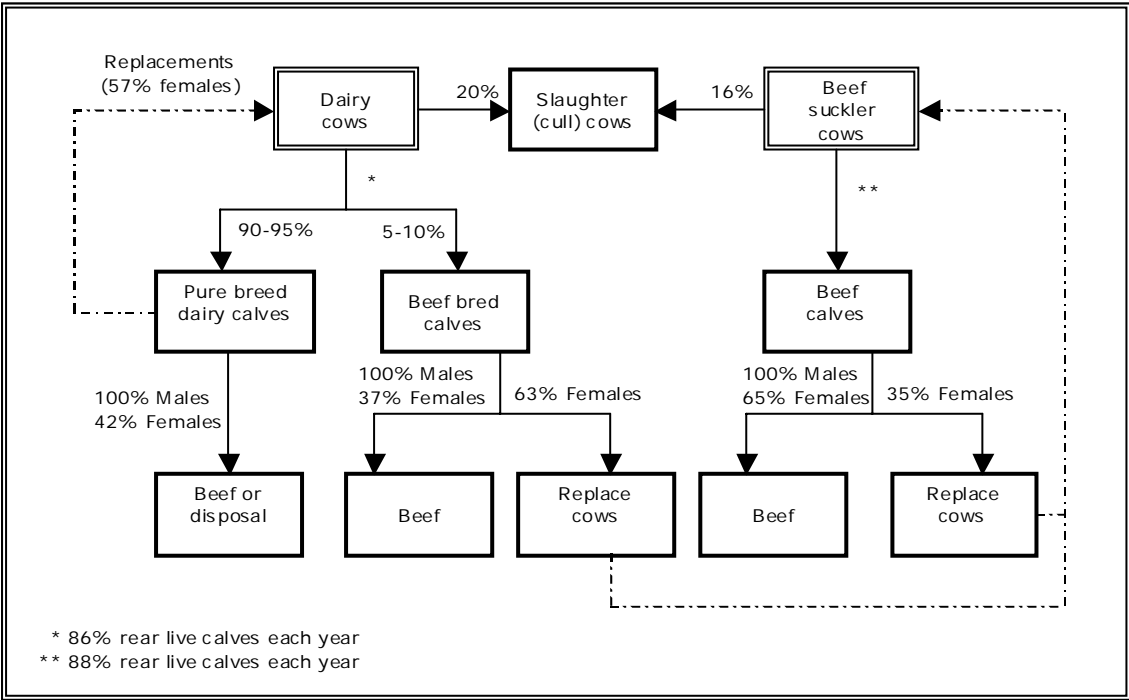 Replacements
(57% females)
Dairy
cows
20%
Slaughter
(cull) cows
16%
Beef
suckler
cows
*
**
90-95%
5-10%
Pure breed
dairy calves
Beef bred
calves
Beef
calves
100% Males
42% Females
100% Males
37% Females
63% Females
100% Males
65% Females
35% Females
Beef or
disposal
Beef
Replace
cows
Beef
Replace
cows
* 86% rear live calves each year
** 88% rear live calves each year